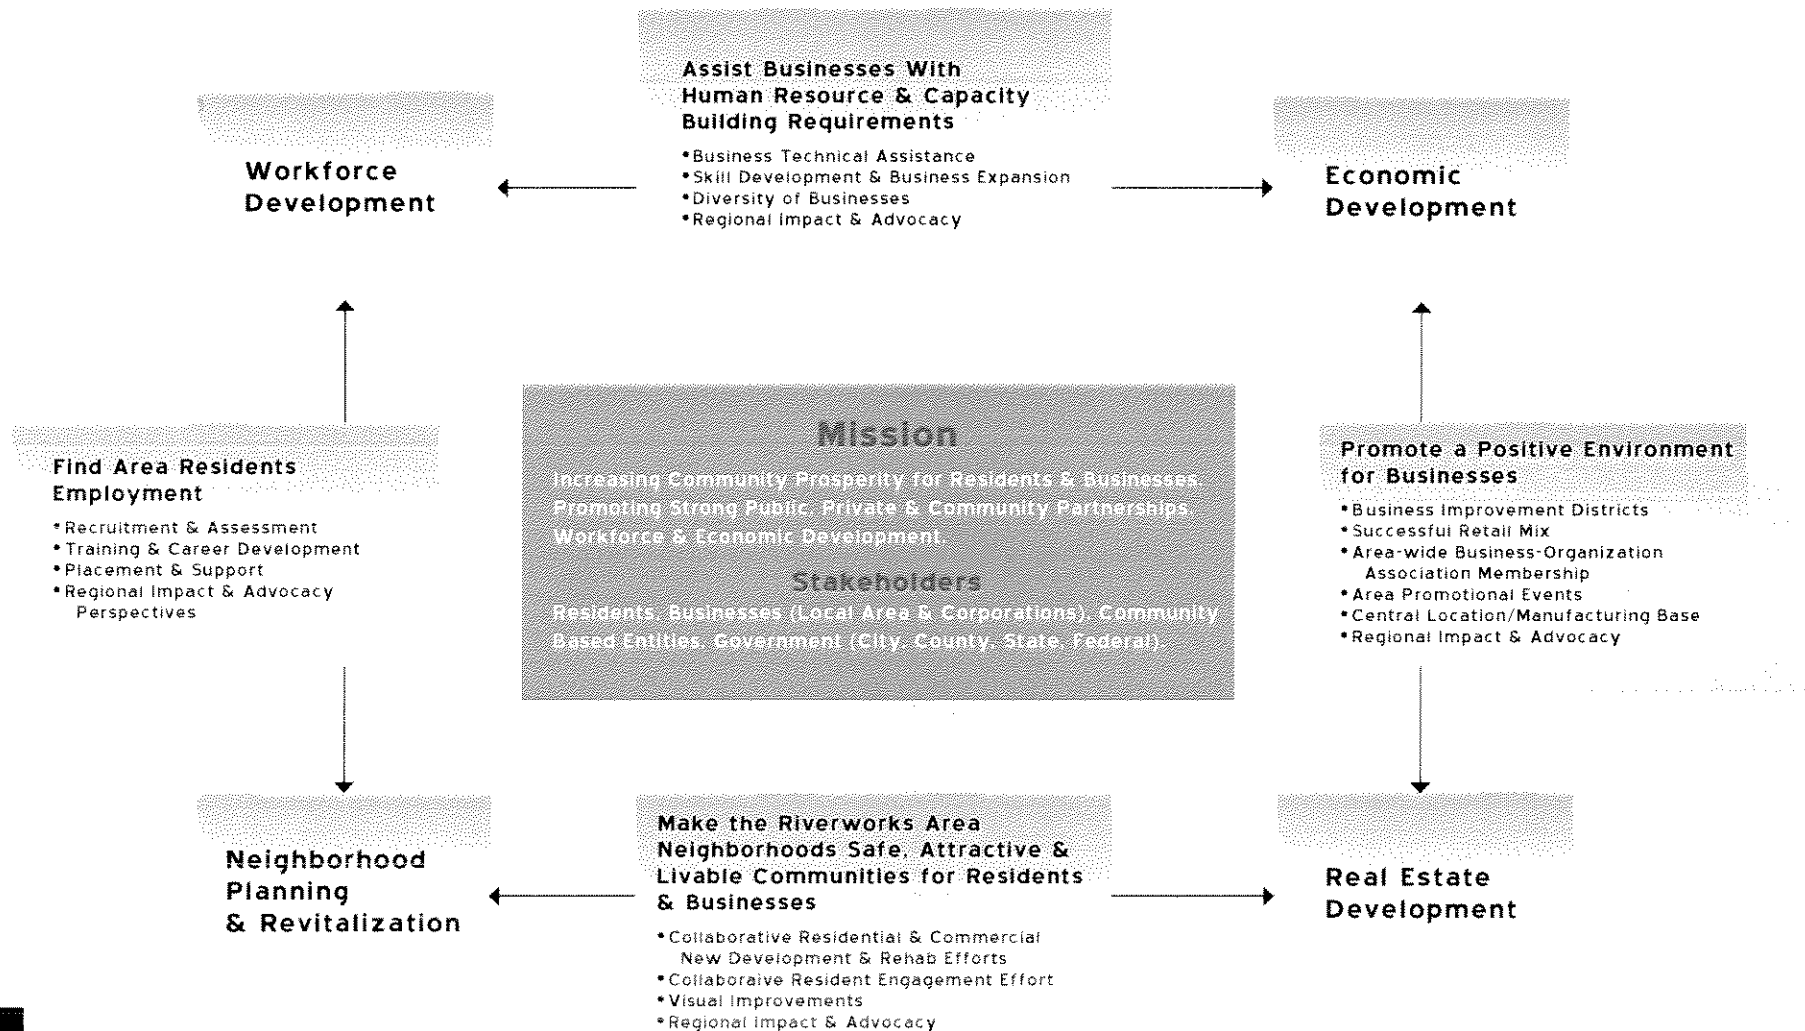 Assist Businesses With
Human Resource & Capacity
Building Requirements
•Business Technical Assistance
•Skill Development & Business Expansion
•Diversity of Businesses
•Regional Impact & Advocacy
Workforce
Development
Economic
Development
Find Area Residents
Employment
•Recruitment & Assessment
•Training & Career Development
•Placement & Support
•Regional Impact & Advocacy
Perspectives
Mission
Increasing Community Prosperity for Residents & Businesses.
Promoting Strong Public, Private & Community Partnerships,
Workforce & Economic Development.
Stakeholders
Residents, Businesses (Local Area & Corporations), Community
Based Entities, Government (City, County, State, Federal).
Promote a Positive Environment
for Businesses
•Business Improvement Districts
•Successful Retail Mix
•Area-wide Business-Organization
Association Membership
•Area Promotional Events
•Central Location/Manufacturing Base
•Regional Impact & Advocacy
Neighborhood
Planning
& Revitalization
Make the Riverworks Area
Neighborhoods Safe, Attractive &
Livable Communities for Residents
& Businesses
•Collaborative Residential & Commercial
New Development & Rehab Efforts
•Collaboraive Resident Engagement Effort
•Visual Improvements
•Regional Impact & Advocacy
Real Estate
Development